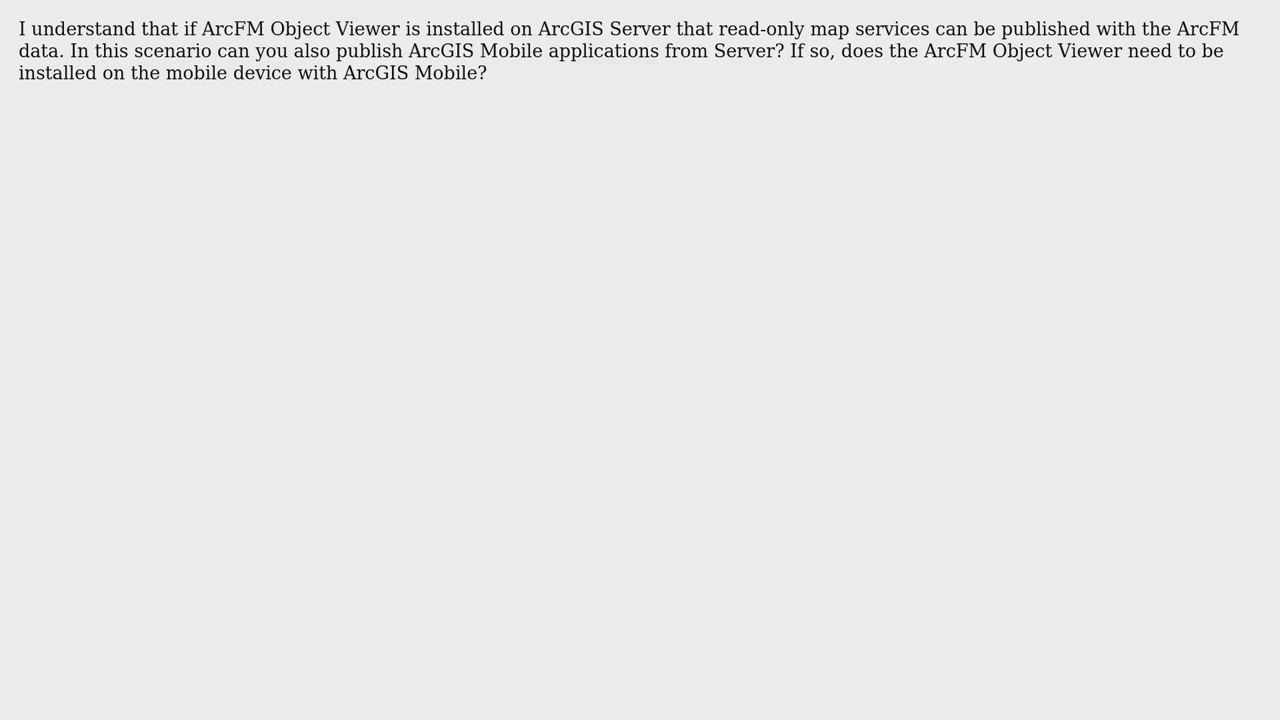 I understand that if ArcFM Object Viewer is installed on ArcGIS Server that read-only map services can be published with the ArcFM
data. In this scenario can you also publish ArcGIS Mobile applications from Server? If so, does the ArcFM Object Viewer need to be
installed on the mobile device with ArcGIS Mobile?